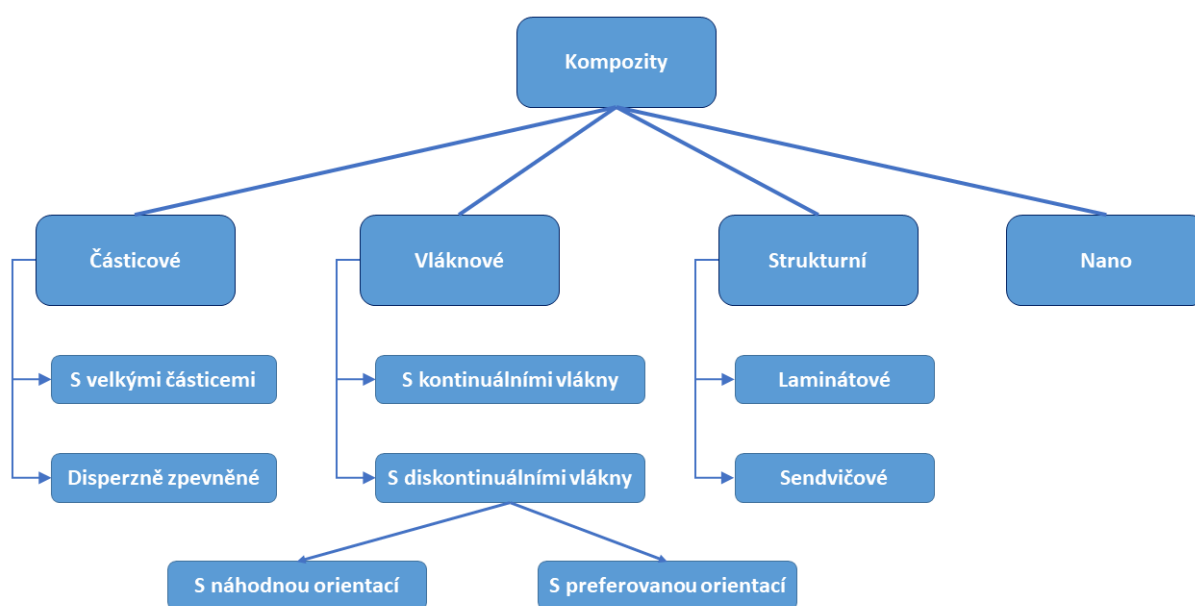 Kompozity
Částicové
Vláknové
Strukturní
Nano
S velkými částicemi
S kontinuálními vlákny
Laminátové
Disperzně zpevněné
S diskontinuálními vlákny
Sendvičové
S náhodnou orientací
S preferovanou orientací